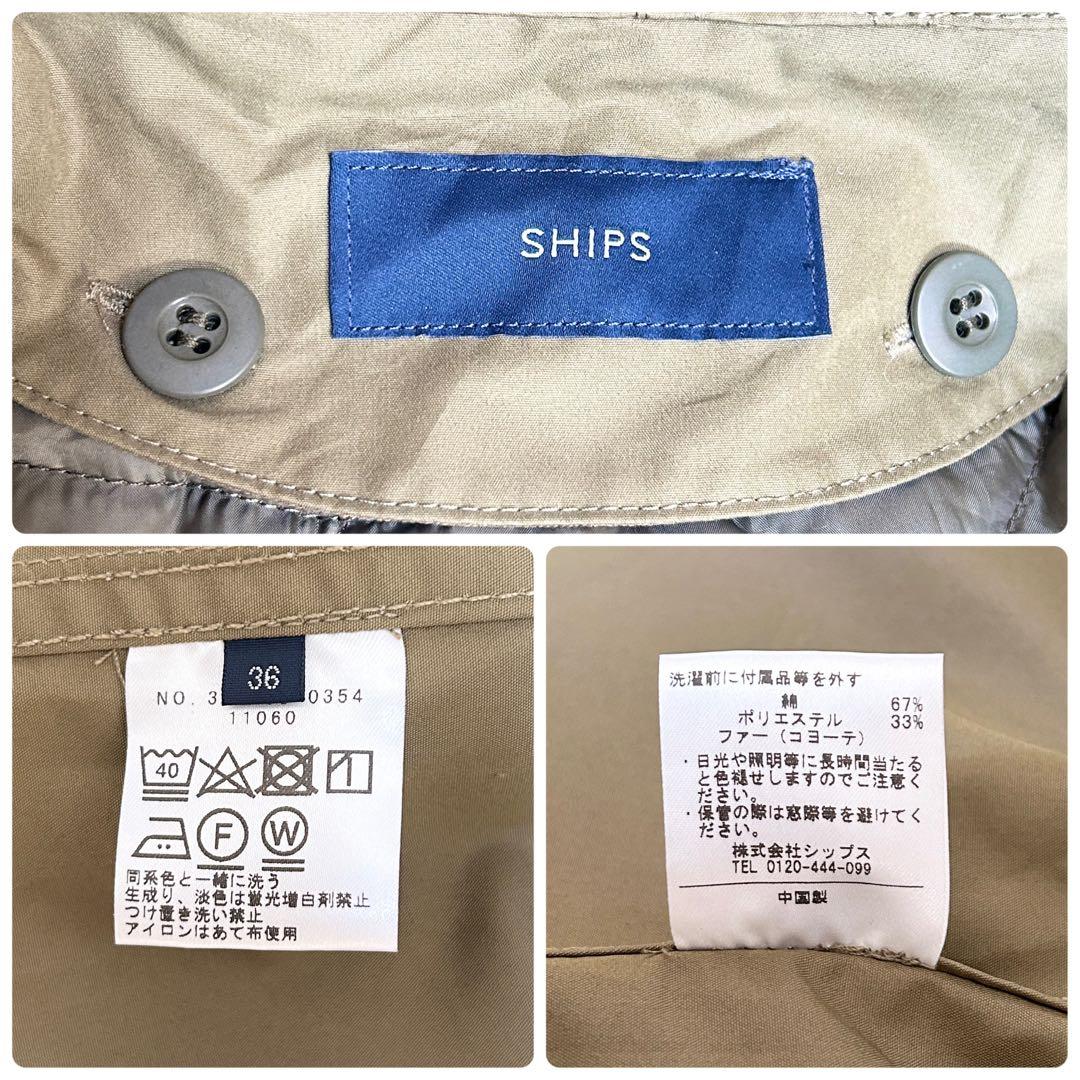 SHIPS
36
NO. 3 0354
11060
40
F
W
同系色と一緒に洗う
生成り、淡色は蛍光増白剤禁止
つけ置き洗い禁止
アイロンはあて布使用
洗濯前に付属品等を外す
綿 67%
ポリエステル 33%
ファー(コヨーテ)
・日光や照明等に長時間当たる
と色褪せしますのでご注意く
ださい。
・保管の際は窓際等を避けてく
ださい。
株式会社シップス
TEL 0120-444-099
中国製